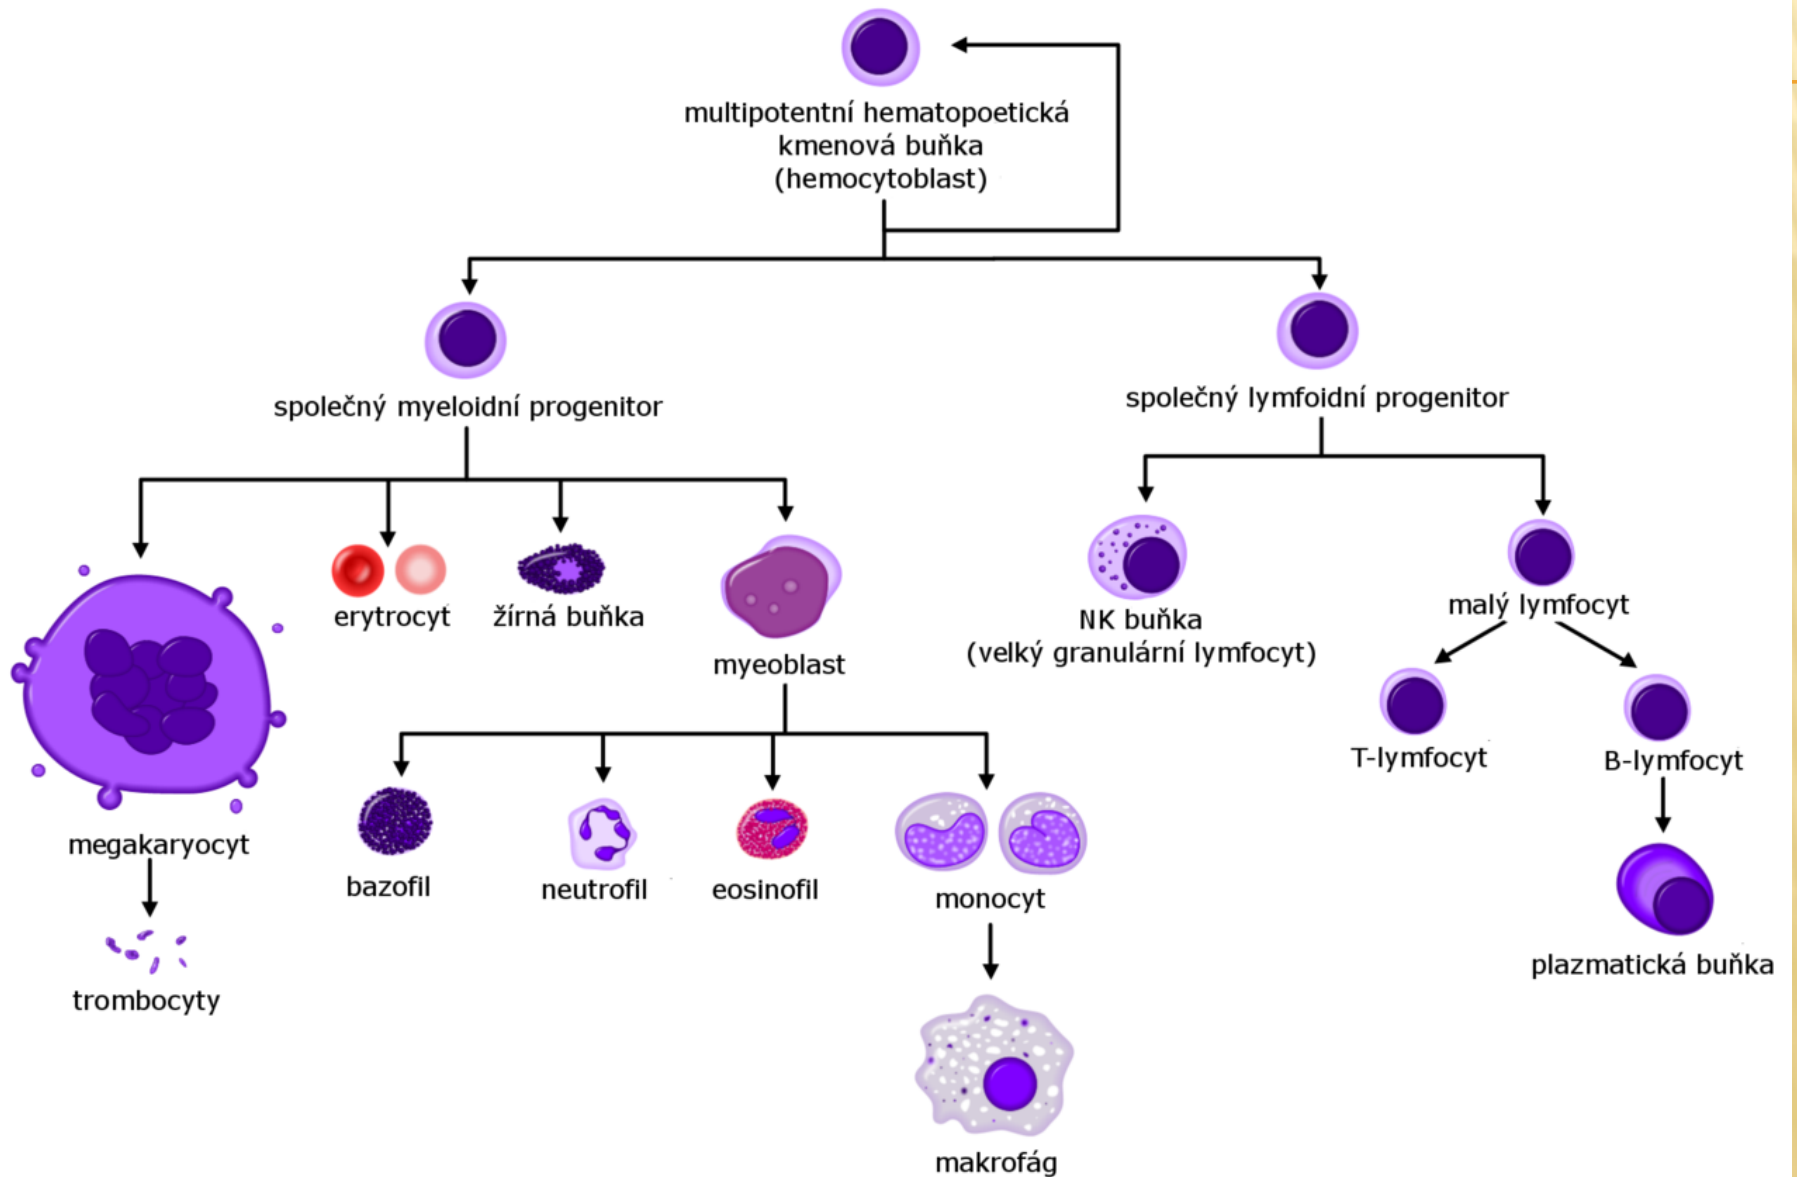 multipotentní hematopoetická
kmenová buňka
(hemocytoblast)
společný myeloidní progenitor
společný lymfoidní progenitor
erytrocyt
žírná buňka
myeoblast
NK buňka
(velký granulární lymfocyt)
malý lymfocyt
T-lymfocyt
B-lymfocyt
megakaryocyt
bazofil
neutrofil
eosinofil
monocyt
plazmatická buňka
trombocyty
makrofág